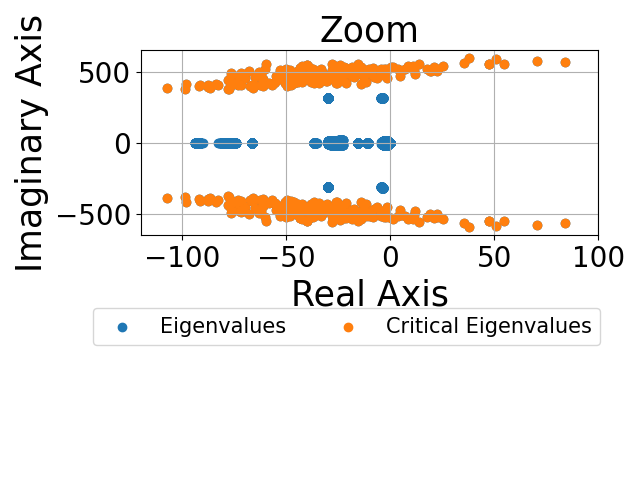 Zoom
Imaginary Axis
500
0
−500
−100
−50
0
50
100
Real Axis
Eigenvalues
Critical Eigenvalues